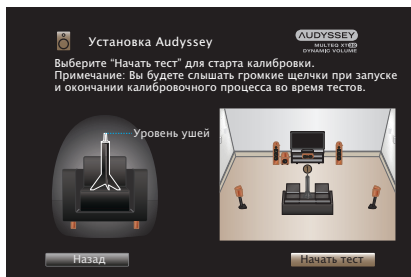 Установка Audyssey
AUDYSSEY
MULTEQ XT32
DYNAMIC VOLUME
Выберите “Начать тест” для старта калибровки.
Примечание: Вы будете слышать громкие щелчки при запуске
и окончании калибровочного процесса во время тестов.
Уровень ушей
Назад
Начать тест